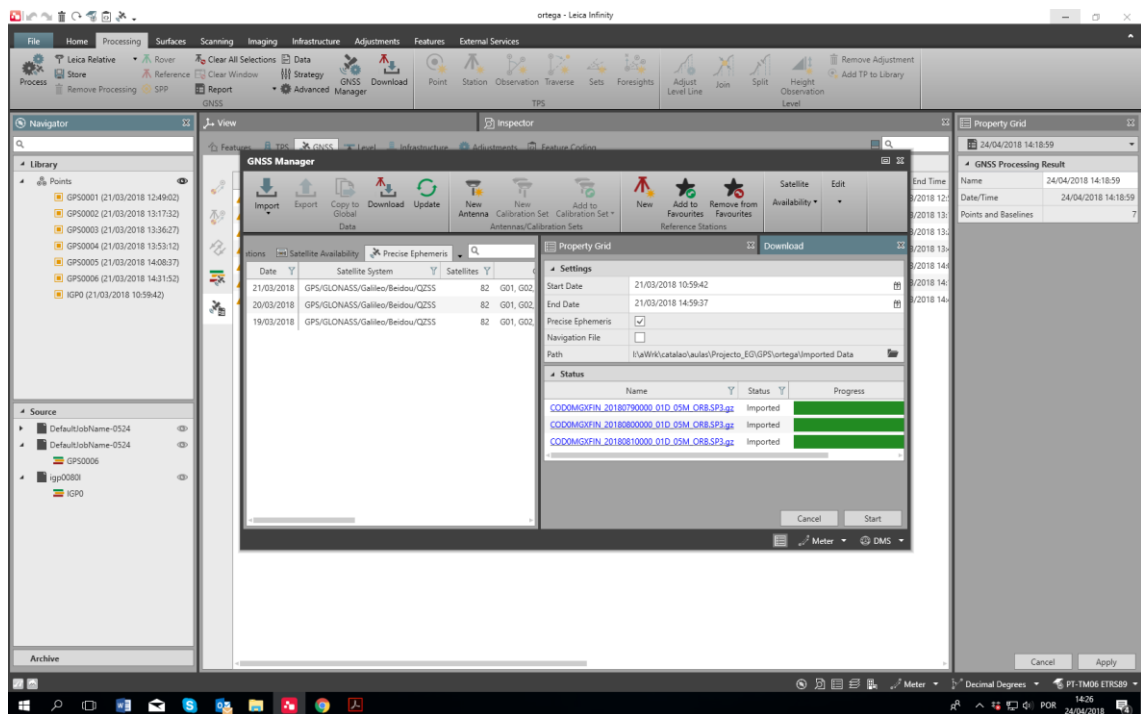 ortega - Leica Infinity
File Home Processing Surfaces Scanning Imaging Infrastructure Adjustments Features External Services
Process
Leica Relative
Store
Remove Processing
Rover
Reference
SPP
Clear All Selections
Clear Window
Report
Data
Strategy
Advanced
GNSS Manager
Download
GNSS
Point Station Observation Traverse Sets Foresights
TPS
Adjust Level Line
Join
Split
Height Observation
Remove Adjustment
Add TP to Library
Level
Navigator
Library
Points
GPS0001 (21/03/2018 12:49:02)
GPS0002 (21/03/2018 13:17:32)
GPS0003 (21/03/2018 13:36:27)
GPS0004 (21/03/2018 13:53:12)
GPS0005 (21/03/2018 14:08:37)
GPS0006 (21/03/2018 14:31:52)
IGP0 (21/03/2018 10:59:42)
Source
DefaultJobName-0524
DefaultJobName-0524
GPS0006
igp0080l
IGP0
Archive
View
Inspector
Features TPS GNSS Level Infrastructure Adjustments Feature Coding
End Time
GNSS Manager
Import Export Copy to Global Download Update
Data
New Antenna
New Calibration Set
Add to Calibration Set
Antennas/Calibration Sets
New
Add to Favourites
Remove from Favourites
Reference Stations
Satellite Availability
Edit
tions Satellite Availability Precise Ephemeris
Date Satellite System Satellites
21/03/2018 GPS/GLONASS/Galileo/Beidou/QZSS 82 G01, G02,
20/03/2018 GPS/GLONASS/Galileo/Beidou/QZSS 82 G01, G02,
19/03/2018 GPS/GLONASS/Galileo/Beidou/QZSS 82 G01, G02,
Property Grid
Download
Settings
Start Date 21/03/2018 10:59:42
End Date 21/03/2018 14:59:37
Precise Ephemeris
Navigation File
Path I:\aWrk\catalao\aulas\Projecto_EG\GPS\ortega\Imported Data
Status
Name Status Progress
COD0MGXFIN_20180790000_01D_05M_ORB.SP3.gz Imported
COD0MGXFIN_20180800000_01D_05M_ORB.SP3.gz Imported
COD0MGXFIN_20180810000_01D_05M_ORB.SP3.gz Imported
Cancel Start
Meter DMS
Property Grid
24/04/2018 14:18:59
GNSS Processing Result
Name 24/04/2018 14:18:59
Date/Time 24/04/2018 14:18:59
Points and Baselines 7
Cancel Apply
Meter Decimal Degrees PT-TM06 ETRS89
POR
14:26
24/04/2018